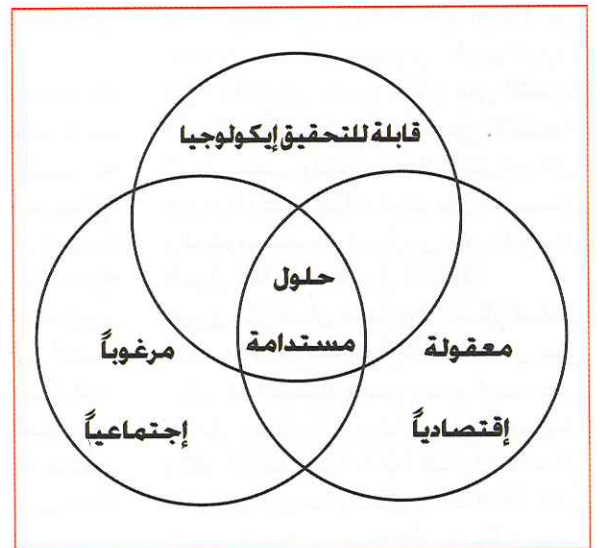 قابلة للتحقيق إيكولوجيا
حلول
مستدامة
معقولة
إقتصادياً
مرغوباً
إجتماعياً